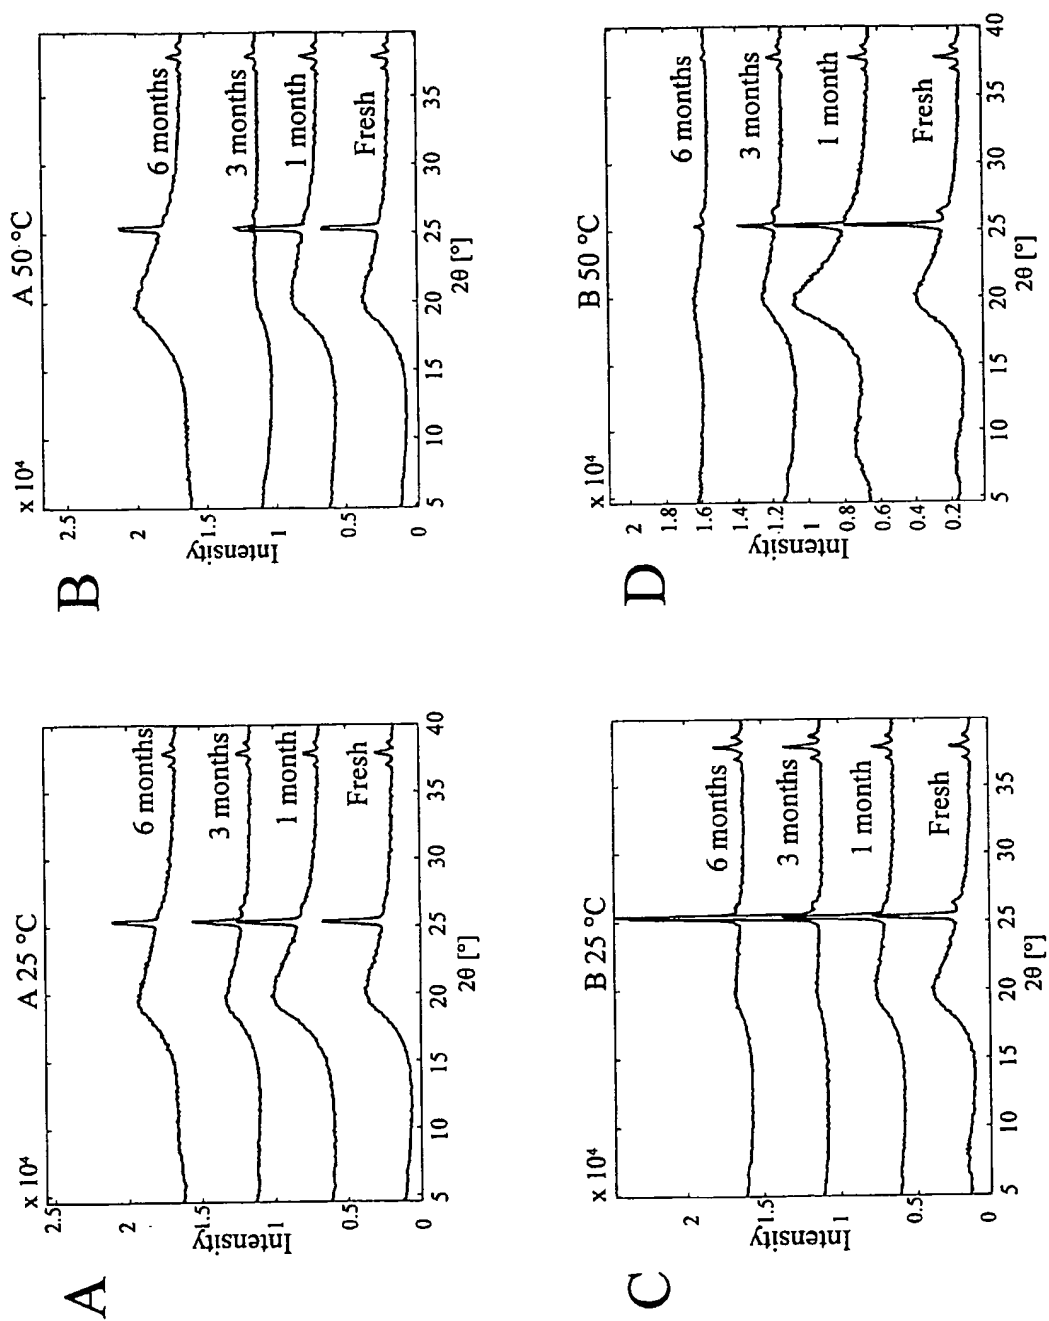 A
A 25 °C
x 10⁴
2.5
2
1.5
1
0.5
0
Intensity
6 months
3 months
1 month
Fresh
5 10 15 20 25 30 35 40
2θ [°]
B
A 50 °C
x 10⁴
2.5
2
1.5
1
0.5
0
Intensity
6 months
3 months
1 month
Fresh
5 10 15 20 25 30 35
2θ [°]
C
B 25 °C
x 10⁴
2
1.5
1
0.5
0
Intensity
6 months
3 months
1 month
Fresh
5 10 15 20 25 30 35
2θ [°]
D
B 50 °C
x 10⁴
2
1.8
1.6
1.4
1.2
1
0.8
0.6
0.4
0.2
Intensity
6 months
3 months
1 month
Fresh
5 10 15 20 25 30 35 40
2θ [°]